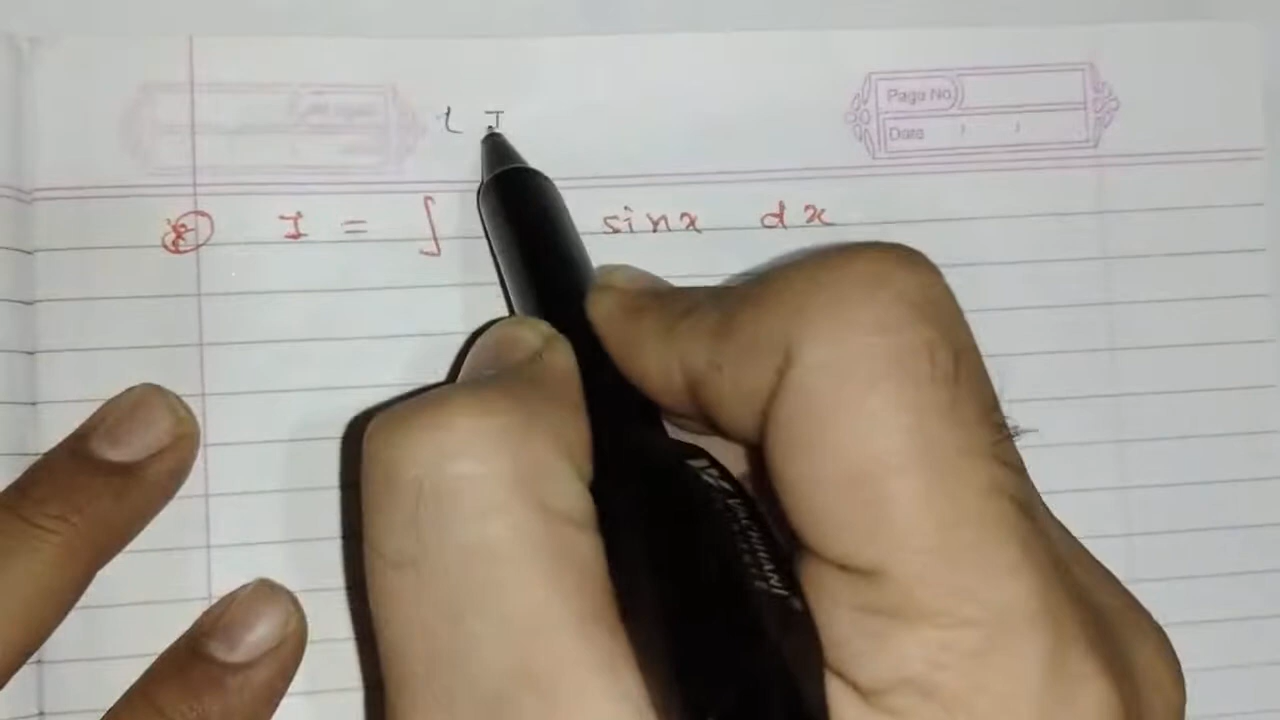 Page No
Date / /
L I
I = ∫ sinx dx